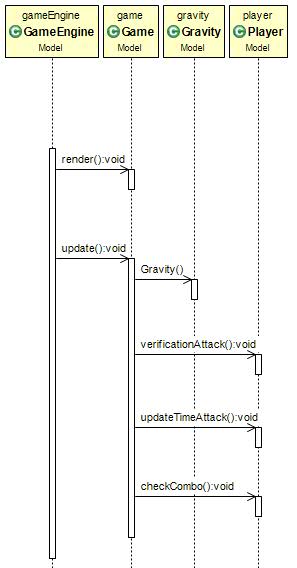 gameEngine
game
gravity
player
C GameEngine
C Game
C Gravity
C Player
Model
Model
Model
Model
render():void
update():void
Gravity()
verificationAttack():void
updateTimeAttack():void
checkCombo():void